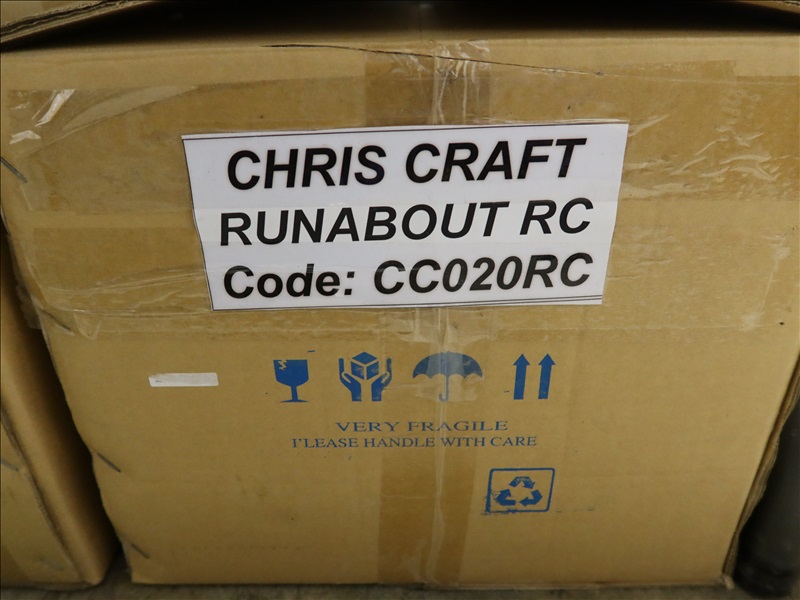 CHRIS CRAFT
RUNABOUT RC
Code: CC020RC
VERY FRAGILE
PLEASE HANDLE WITH CARE